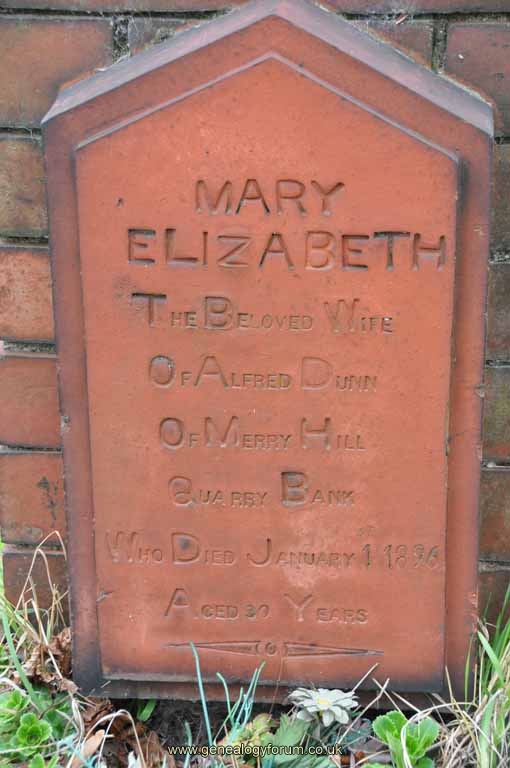 MARY
ELIZABETH
THE BELOVED WIFE
OF ALFRED DUNN
OF MERRY HILL
QUARRY BANK
WHO DIED JANUARY 1ST 1896
AGED 30 YEARS
www.genealogyforum.co.uk